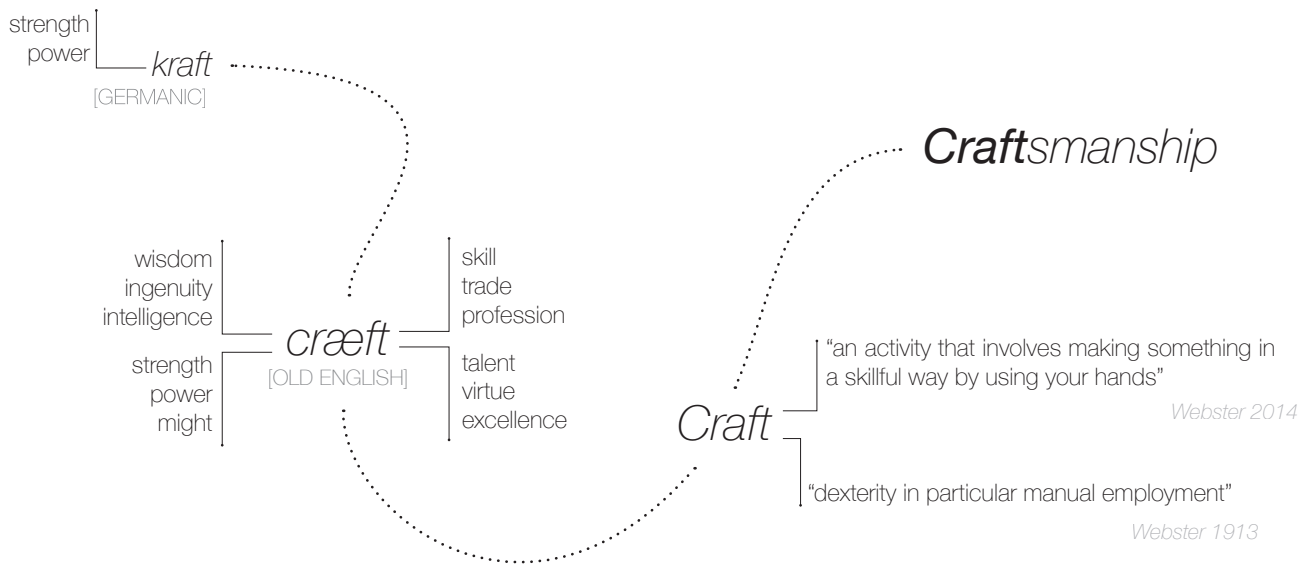 strength
power
kraft
[GERMANIC]
Craftsmanship
wisdom
ingenuity
intelligence
skill
trade
profession
cræft
[OLD ENGLISH]
strength
power
might
talent
virtue
excellence
Craft
“an activity that involves making something in
a skillful way by using your hands”
Webster 2014
“dexterity in particular manual employment”
Webster 1913